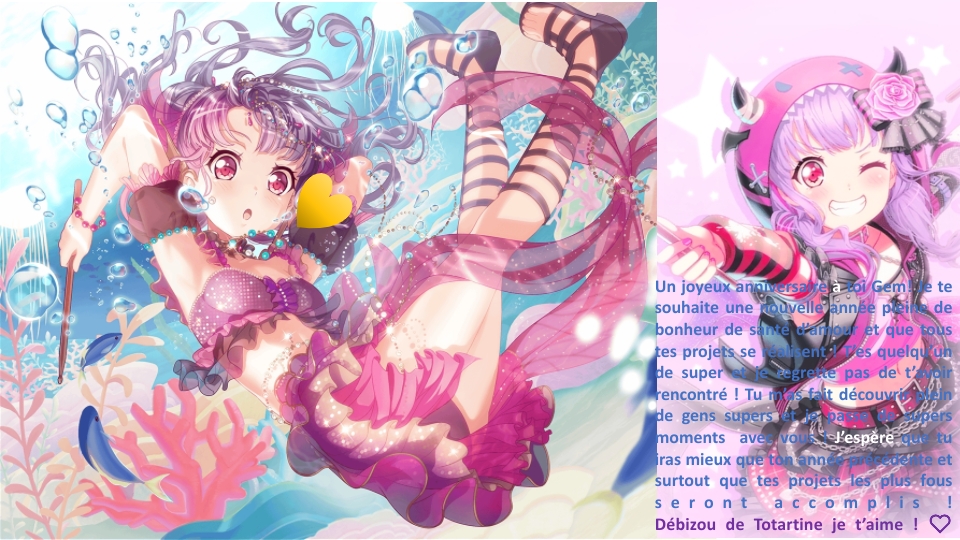 Un joyeux anniversaire à toi Gem! Je te
souhaite une nouvelle année pleine de
bonheur de santé d'amour et que tous
tes projets se réalisent ! T'es quelqu'un
de super et je regrette pas de t'avoir
rencontré ! Tu m'as fait découvrir plein
de gens supers et je passe de supers
moments avec vous ! J'espère que tu
iras mieux que ton année précédente et
surtout que tes projets les plus fous
seront accomplis !
Débizou de Totartine je t'aime !